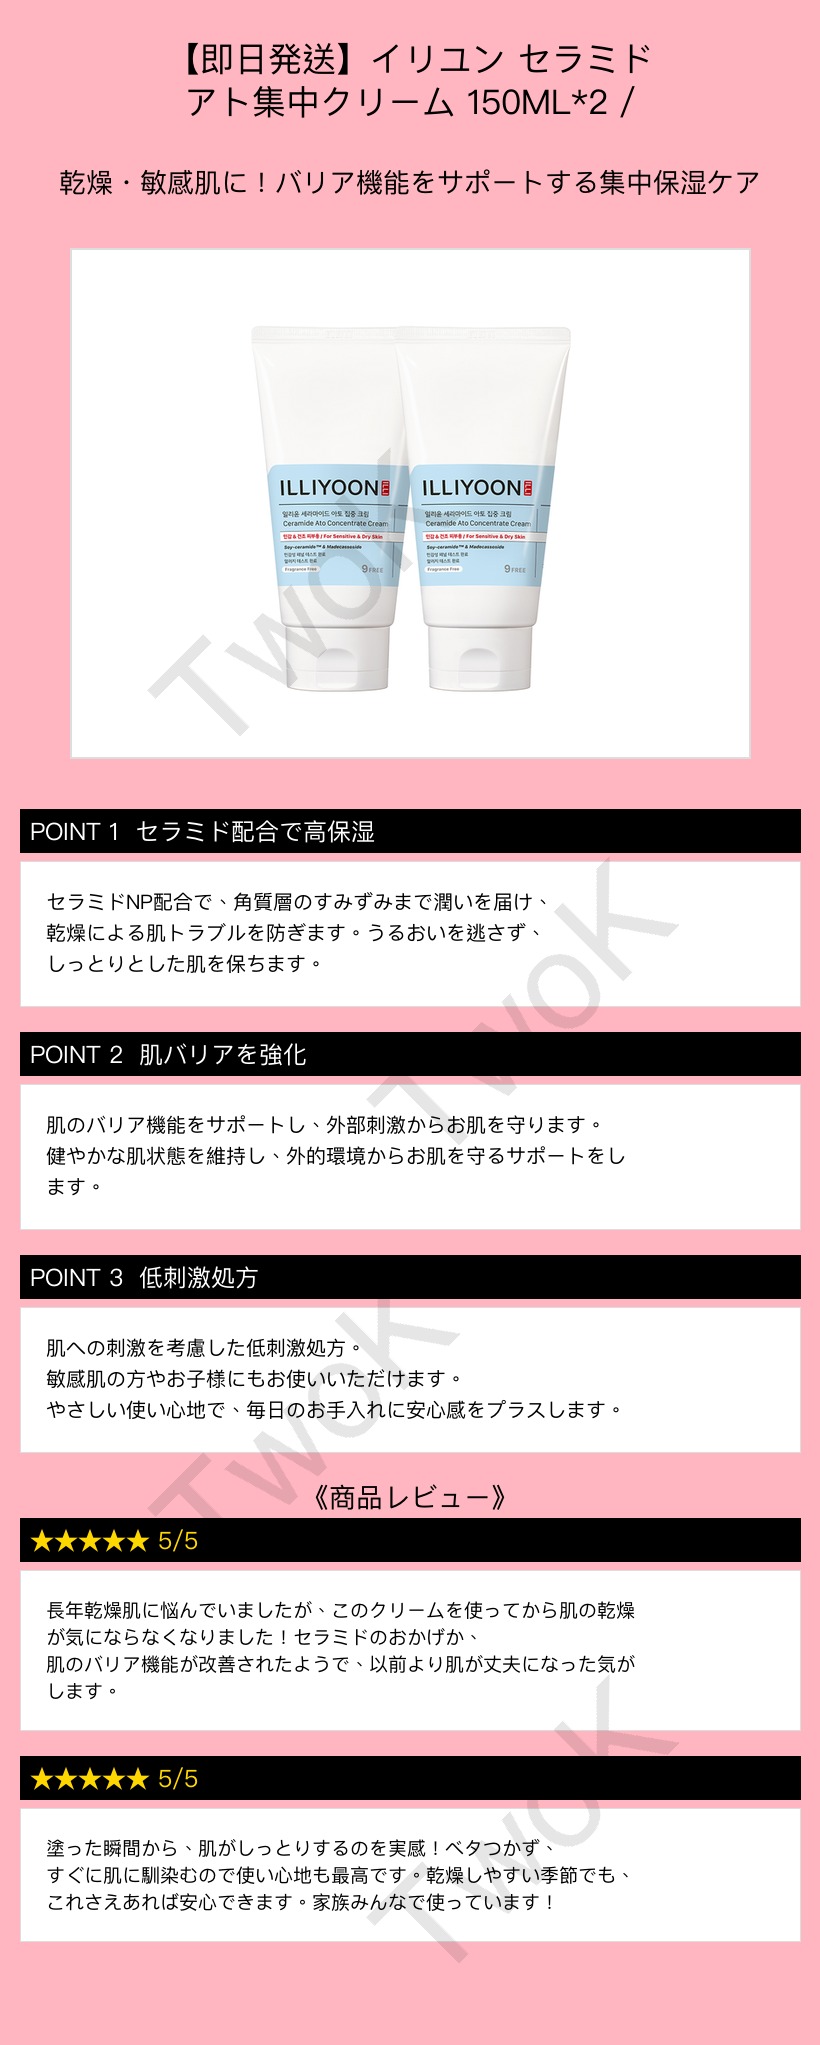 【即日発送】イリユン セラミド
アト集中クリーム 150ML*2 /
乾燥・敏感肌に！バリア機能をサポートする集中保湿ケア
ILLIYOON
일리윤 세라마이드 아토 집중 크림
Ceramide Ato Concentrate Cream
민감 & 건조 피부용 / For Sensitive & Dry Skin
Soy-ceramide™ & Madecassoside
민감성 패널 테스트 완료
알러지 테스트 완료
Fragrance Free
9 FREE
ILLIYOON
일리윤 세라마이드 아토 집중 크림
Ceramide Ato Concentrate Cream
민감 & 건조 피부용 / For Sensitive & Dry Skin
Soy-ceramide™ & Madecassoside
민감성 패널 테스트 완료
알러지 테스트 완료
Fragrance Free
9 FREE
TwoK
POINT 1 セラミド配合で高保湿
セラミドNP配合で、角質層のすみずみまで潤いを届け、
乾燥による肌トラブルを防ぎます。うるおいを逃さず、
しっとりとした肌を保ちます。
TwoK
POINT 2 肌バリアを強化
肌のバリア機能をサポートし、外部刺激からお肌を守ります。
健やかな肌状態を維持し、外的環境からお肌を守るサポートをし
ます。
POINT 3 低刺激処方
肌への刺激を考慮した低刺激処方。
敏感肌の方やお子様にもお使いいただけます。
やさしい使い心地で、毎日のお手入れに安心感をプラスします。
TwoK
《商品レビュー》
★★★★★ 5/5
長年乾燥肌に悩んでいましたが、このクリームを使ってから肌の乾燥
が気にならなくなりました！セラミドのおかげか、
肌のバリア機能が改善されたようで、以前より肌が丈夫になった気が
します。
★★★★★ 5/5
塗った瞬間から、肌がしっとりするのを実感！ベタつかず、
すぐに肌に馴染むので使い心地も最高です。乾燥しやすい季節でも、
これさえあれば安心できます。家族みんなで使っています！
TwoK